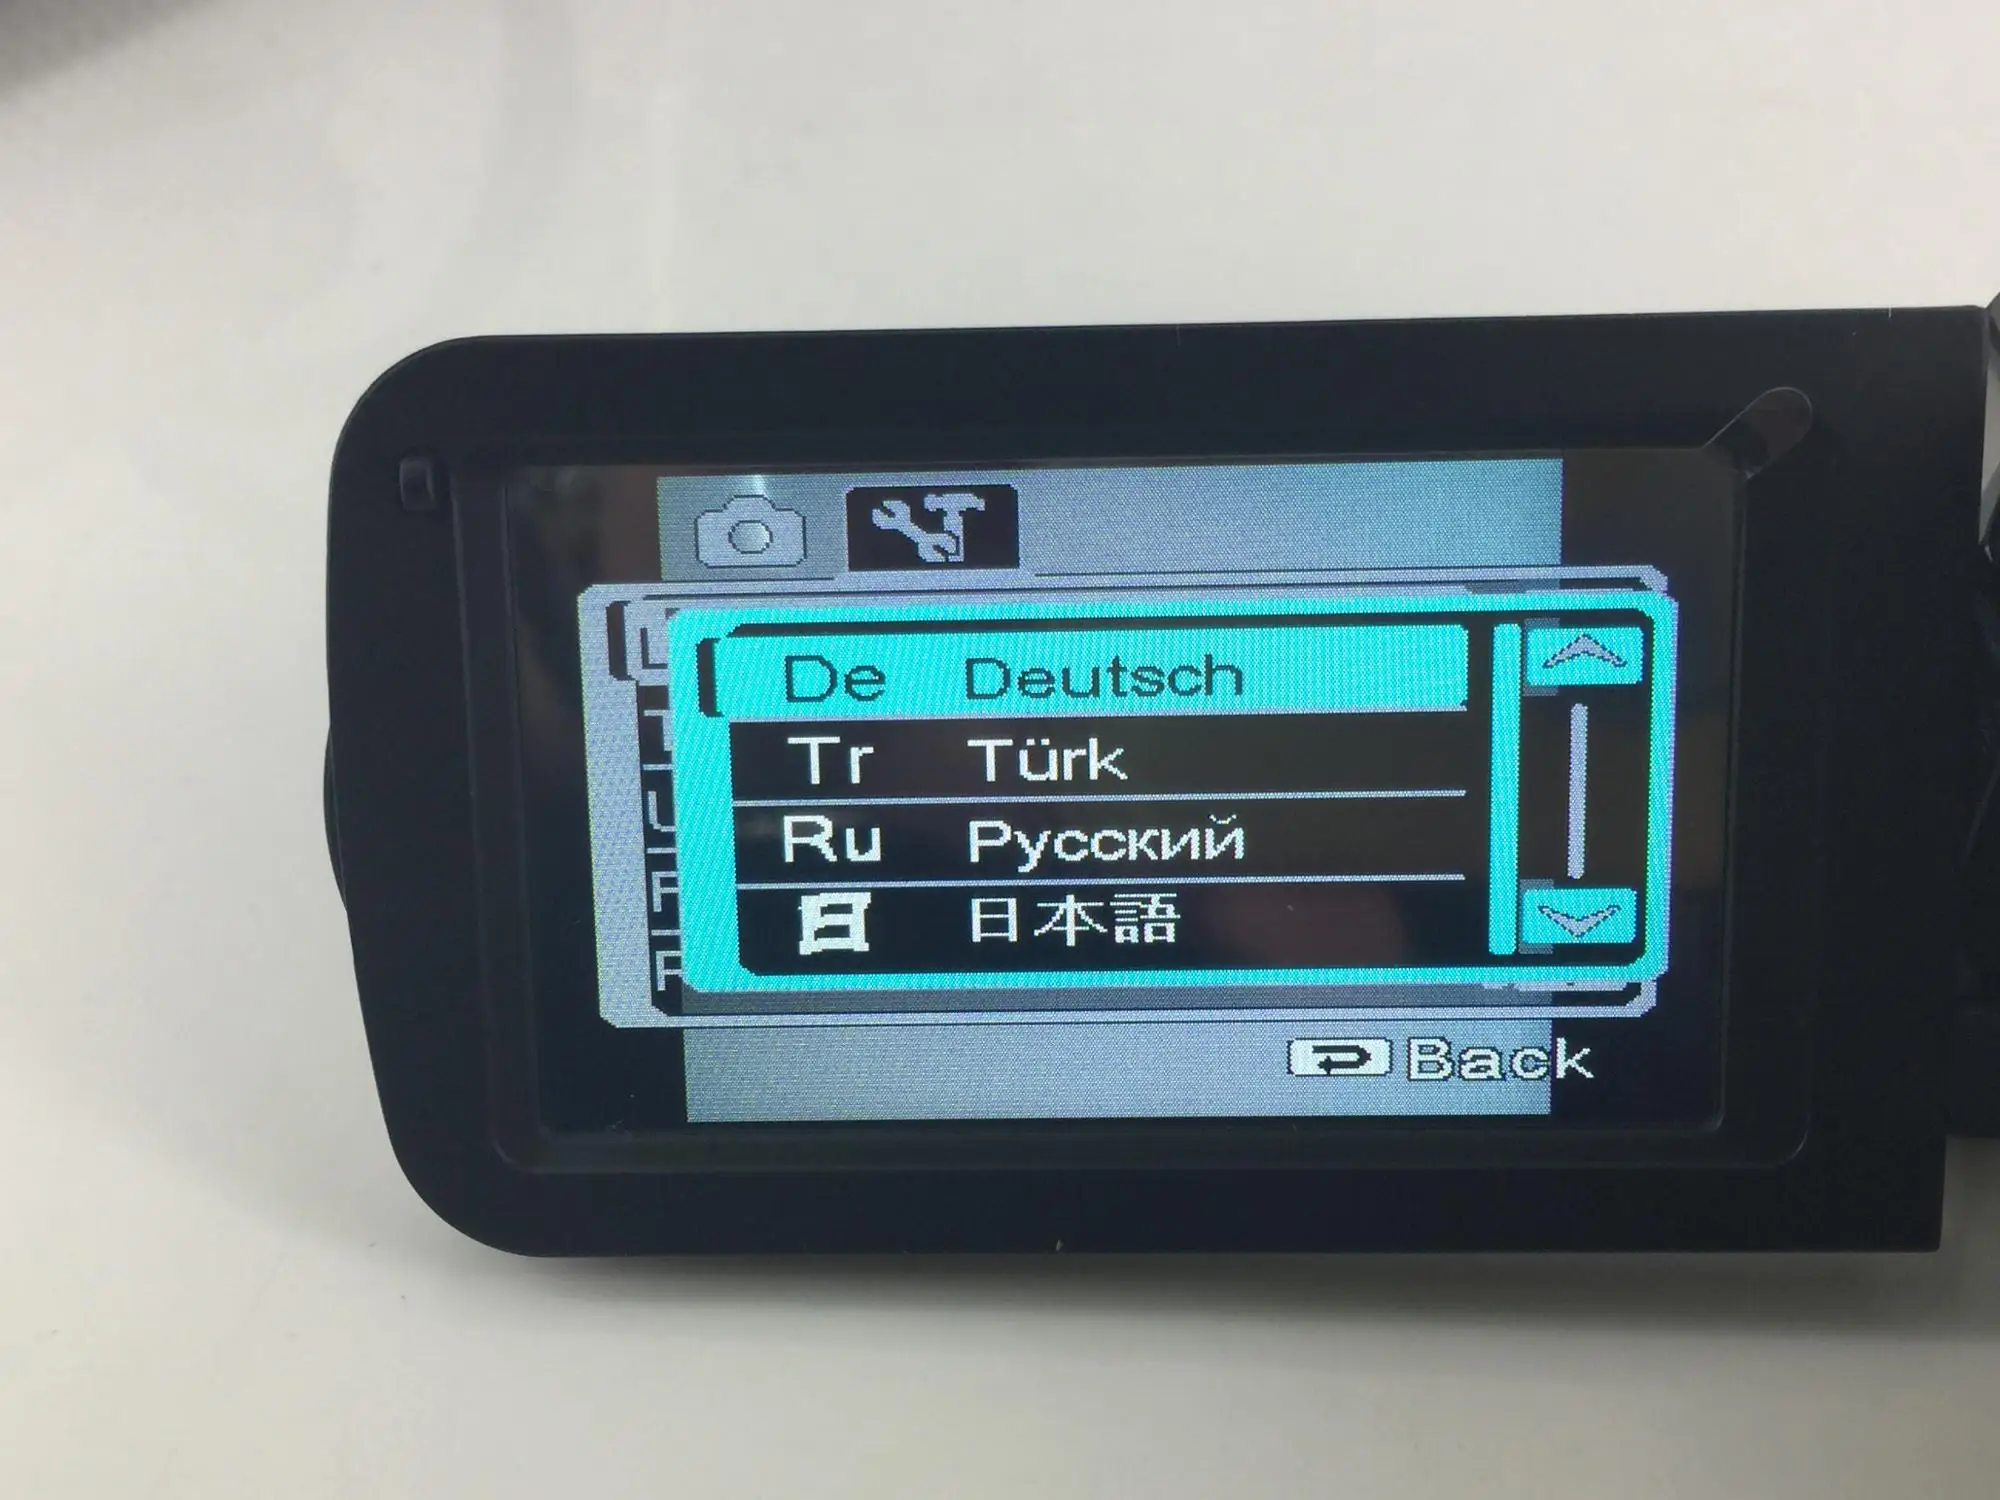 De Deutsch
Tr Türk
Ru Русский
日 日本語
Back